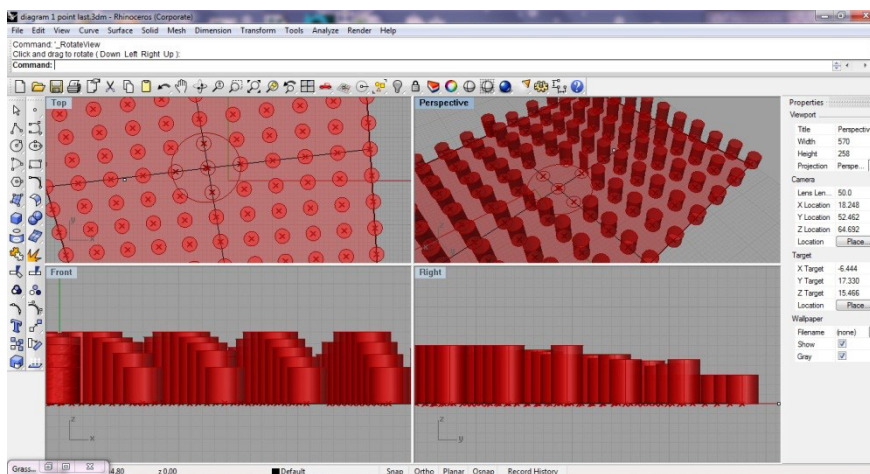 diagram 1 point last.3dm - Rhinoceros (Corporate)
File Edit View Curve Surface Solid Mesh Dimension Transform Tools Analyze Render Help
Command: '_RotateView
Click and drag to rotate ( Down Left Right Up ):
Command:
Top
Perspective
Front
Right
y
x
z
y
z
x
z
y
Properties
Viewport
Title Perspectiv
Width 570
Height 258
Projection Perspe...
Camera
Lens Len... 50.0
X Location 18.248
Y Location 52.462
Z Location 64.692
Location Place...
Target
X Target -6.444
Y Target 17.330
Z Target 15.466
Location Place...
Wallpaper
Filename (none)
Show
Gray
Grass...
4.80 z 0.00 Default Snap Ortho Planar Osnap Record History